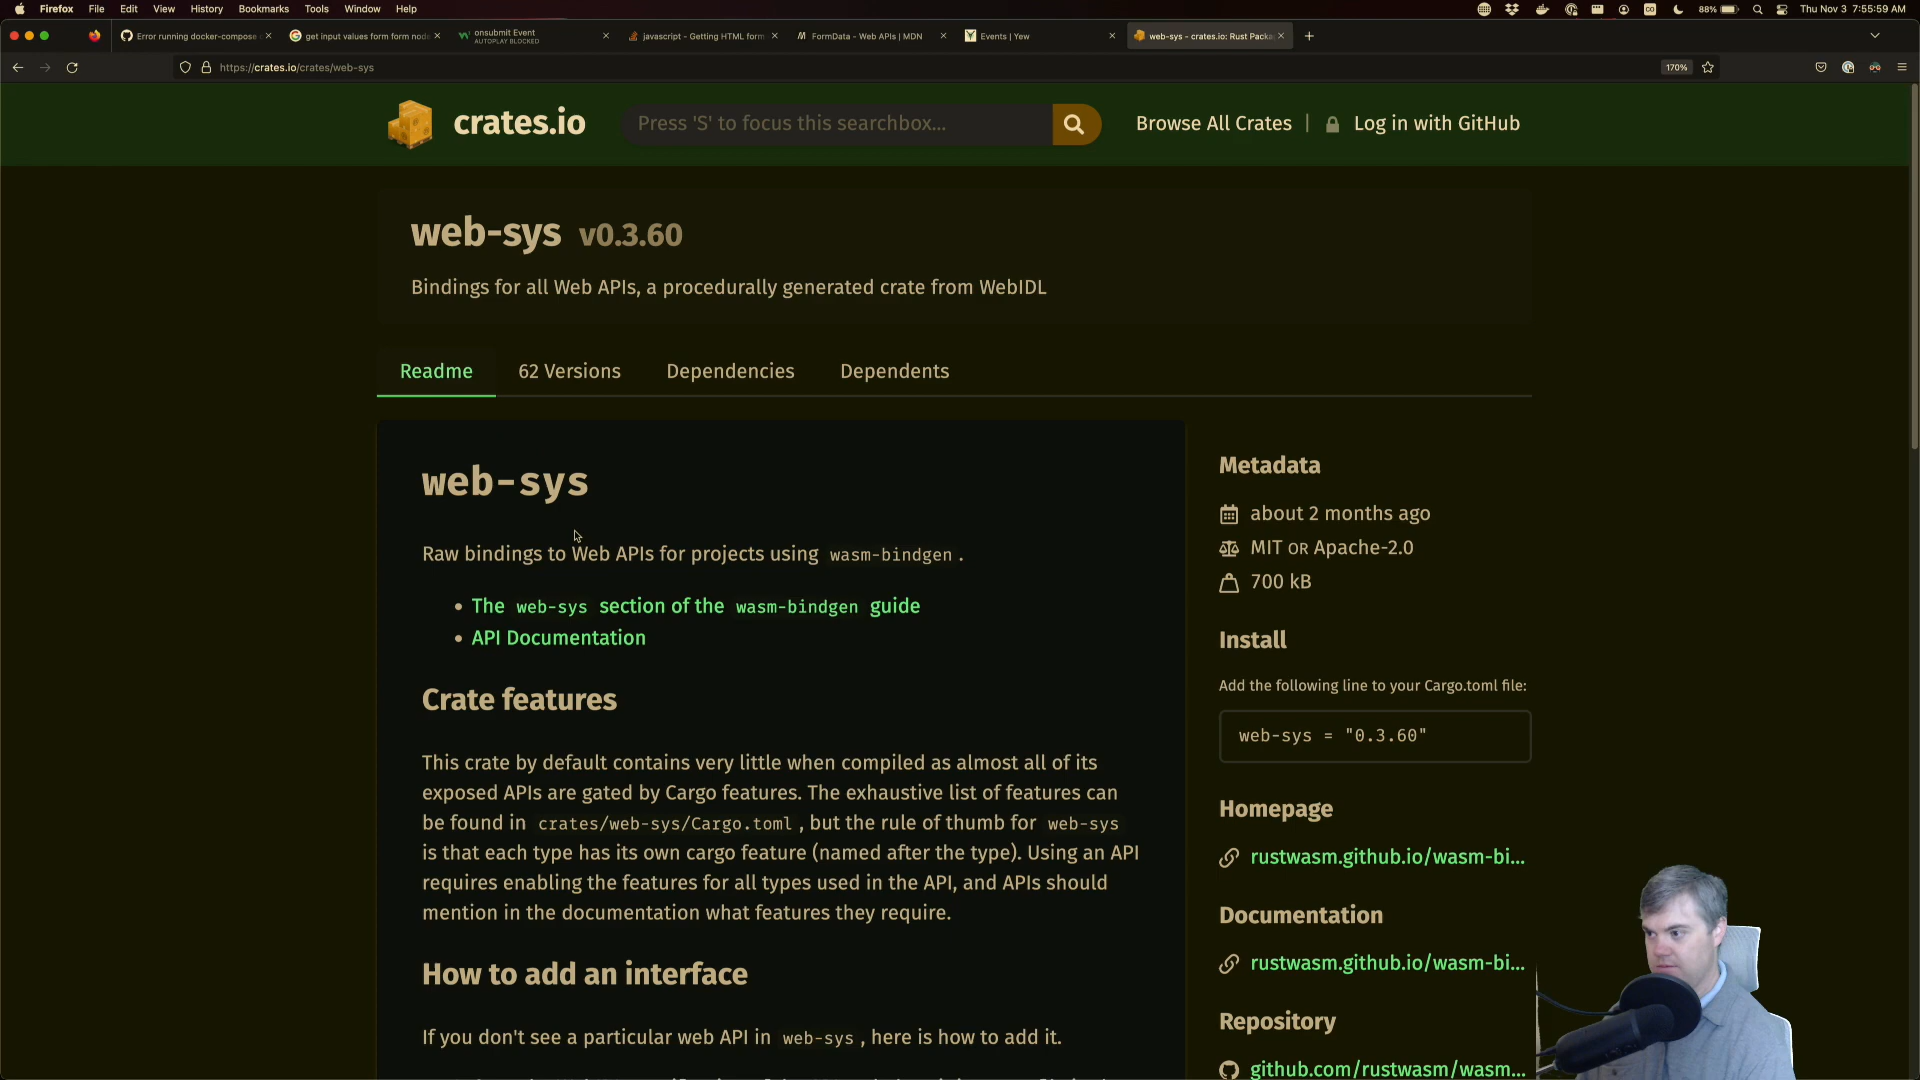 Firefox File Edit View History Bookmarks Tools Window Help
88% Thu Nov 3 7:55:59 AM
Error running docker-compose
get input values form form node
onsubmit Event
AUTOPLAY BLOCKED
javascript - Getting HTML form
FormData - Web APIs | MDN
Events | Yew
web-sys - crates.io: Rust Packa
https://crates.io/crates/web-sys
170%
crates.io
Press 'S' to focus this searchbox...
Browse All Crates | Log in with GitHub
web-sys v0.3.60
Bindings for all Web APIs, a procedurally generated crate from WebIDL
Readme 62 Versions Dependencies Dependents
web-sys
Raw bindings to Web APIs for projects using wasm-bindgen .
• The web-sys section of the wasm-bindgen guide
• API Documentation
Crate features
This crate by default contains very little when compiled as almost all of its
exposed APIs are gated by Cargo features. The exhaustive list of features can
be found in crates/web-sys/Cargo.toml , but the rule of thumb for web-sys
is that each type has its own cargo feature (named after the type). Using an API
requires enabling the features for all types used in the API, and APIs should
mention in the documentation what features they require.
How to add an interface
If you don't see a particular web API in web-sys , here is how to add it.
Metadata
about 2 months ago
MIT OR Apache-2.0
700 kB
Install
Add the following line to your Cargo.toml file:
web-sys = "0.3.60"
Homepage
rustwasm.github.io/wasm-bi...
Documentation
rustwasm.github.io/wasm-bi...
Repository
github.com/rustwasm/wasm...